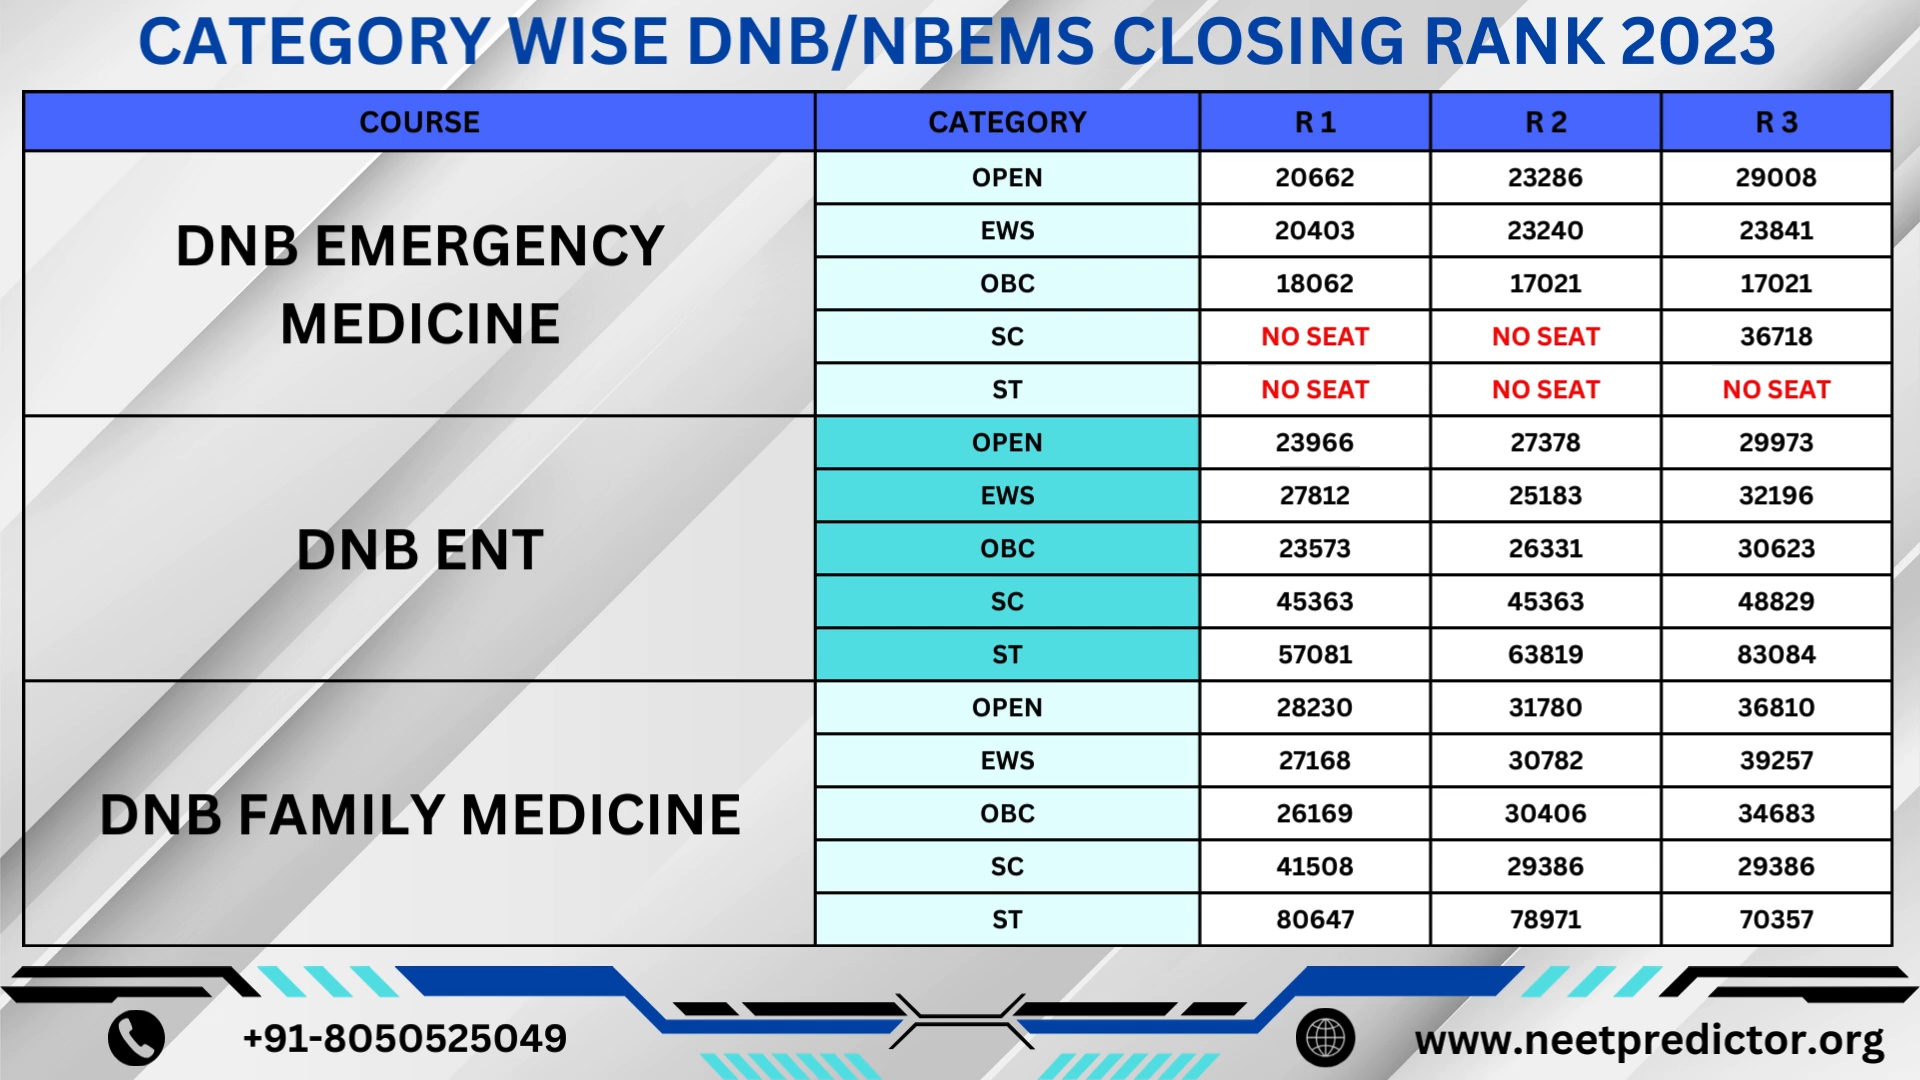 CATEGORY WISE DNB/NBEMS CLOSING RANK 2023
COURSE CATEGORY R 1 R 2 R 3
DNB EMERGENCY
MEDICINE
OPEN 20662 23286 29008
EWS 20403 23240 23841
OBC 18062 17021 17021
SC NO SEAT NO SEAT 36718
ST NO SEAT NO SEAT NO SEAT
DNB ENT
OPEN 23966 27378 29973
EWS 27812 25183 32196
OBC 23573 26331 30623
SC 45363 45363 48829
ST 57081 63819 83084
DNB FAMILY MEDICINE
OPEN 28230 31780 36810
EWS 27168 30782 39257
OBC 26169 30406 34683
SC 41508 29386 29386
ST 80647 78971 70357
+91-8050525049
www.neetpredictor.org